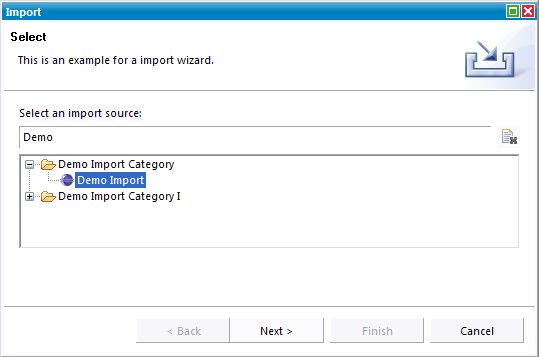 Import
Select
This is an example for a import wizard.
Select an import source:
Demo
Demo Import Category
Demo Import
Demo Import Category I
< Back Next > Finish Cancel